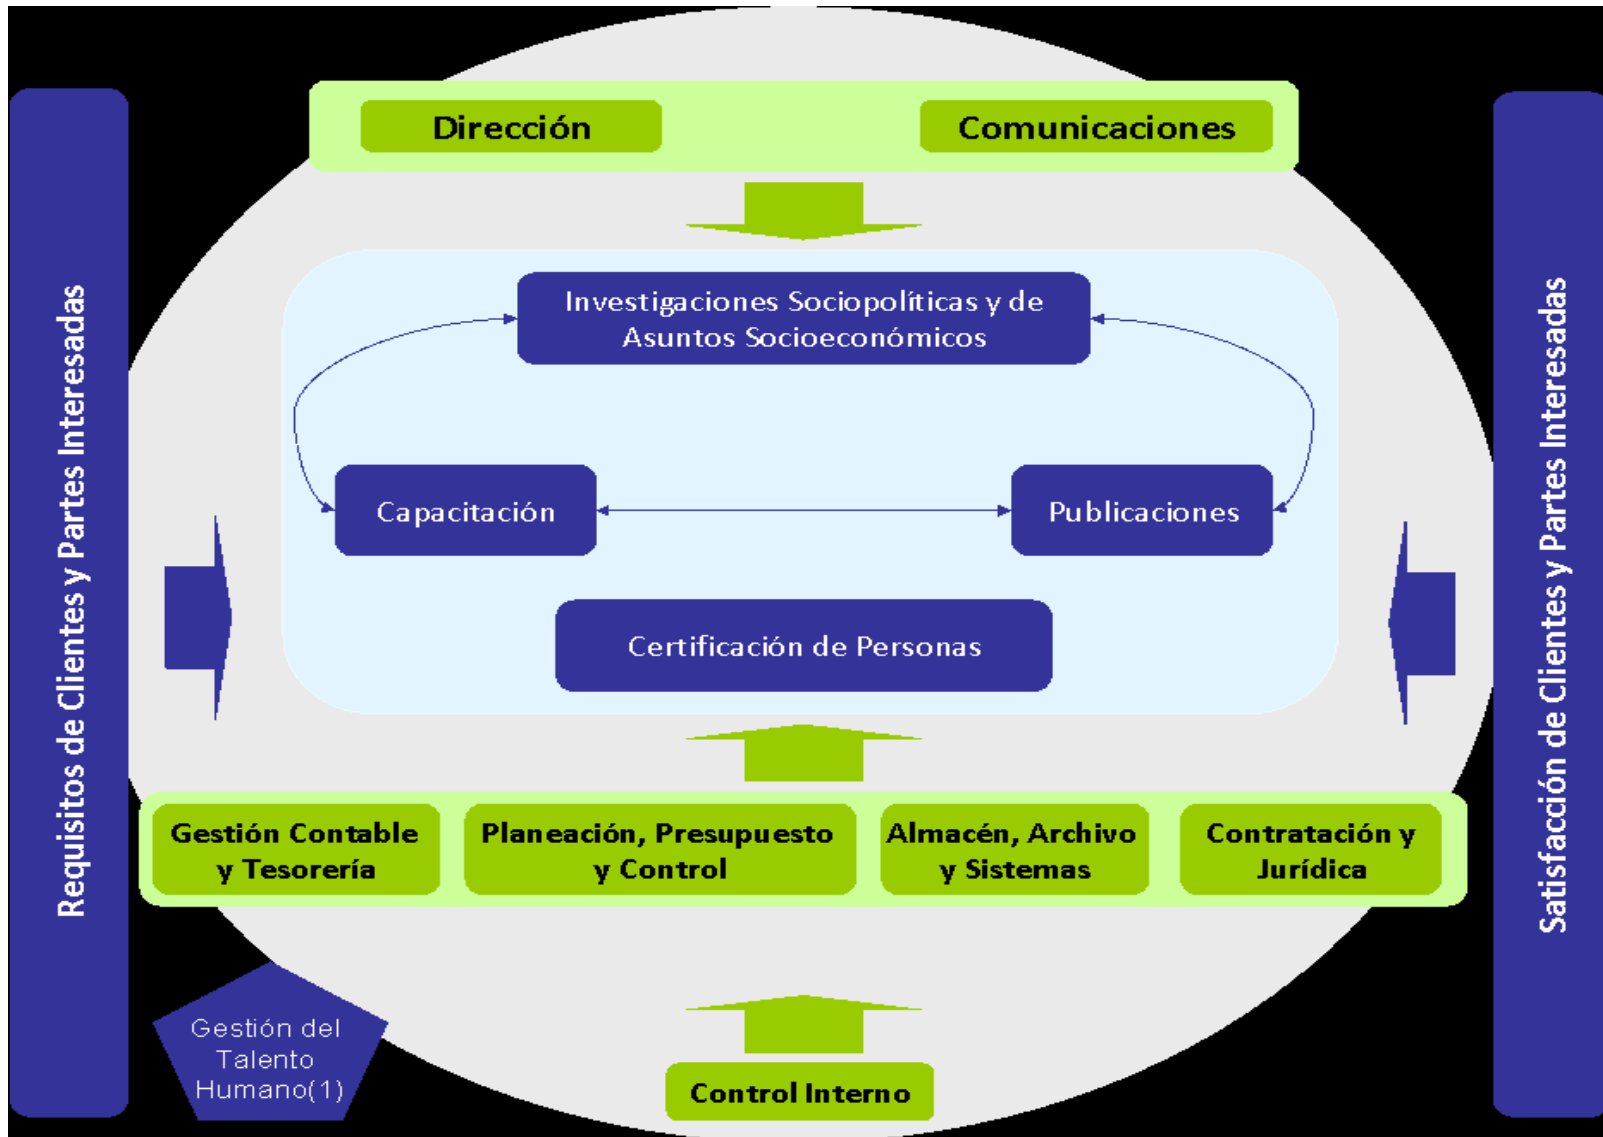 Dirección
Comunicaciones
Requisitos de Clientes y Partes Interesadas
Investigaciones Sociopolíticas y de
Asuntos Socioeconómicos
Capacitación
Publicaciones
Certificación de Personas
Satisfacción de Clientes y Partes Interesadas
Gestión Contable
y Tesorería
Planeación, Presupuesto
y Control
Almacén, Archivo
y Sistemas
Contratación y
Jurídica
Gestión del
Talento
Humano(1)
Control Interno